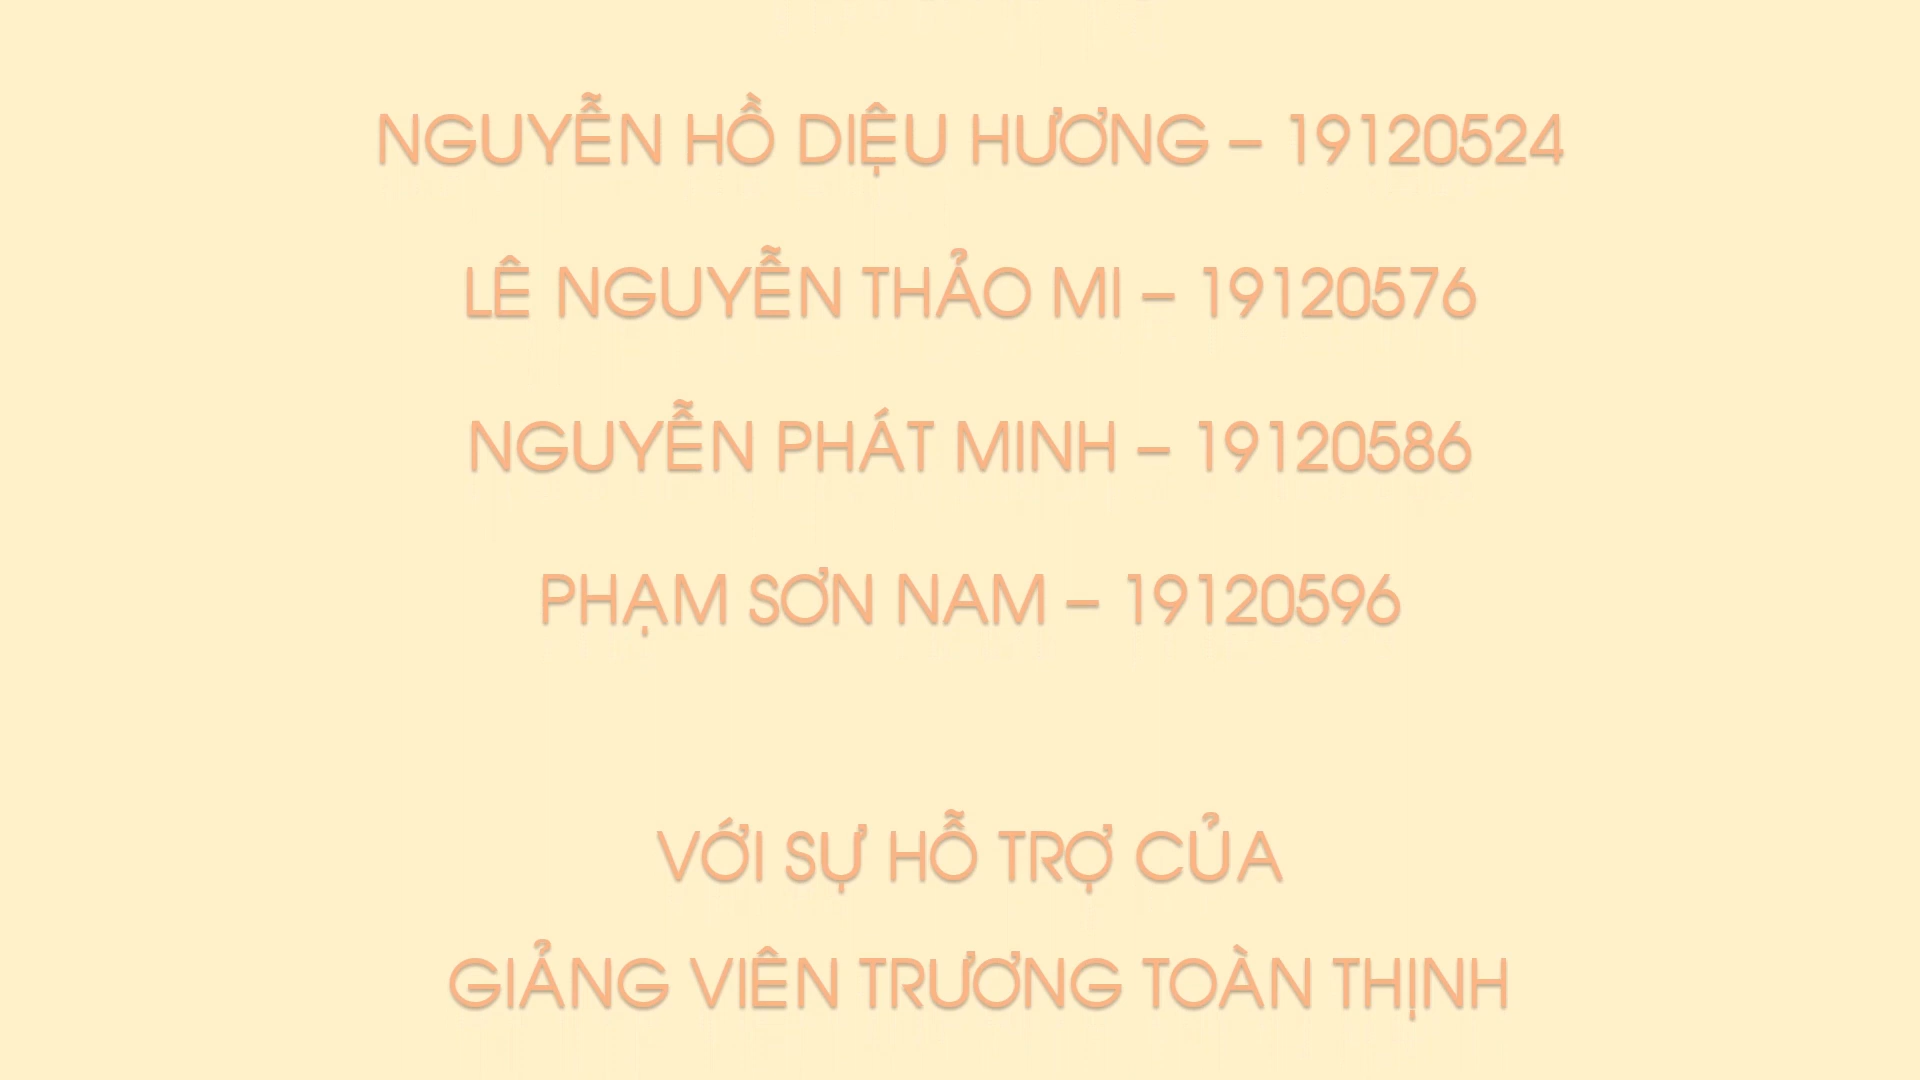 NGUYỄN HỒ DIỆU HƯƠNG – 19120524
LÊ NGUYỄN THẢO MI – 19120576
NGUYỄN PHÁT MINH – 19120586
PHẠM SƠN NAM – 19120596
VỚI SỰ HỖ TRỢ CỦA
GIẢNG VIÊN TRƯƠNG TOÀN THỊNH